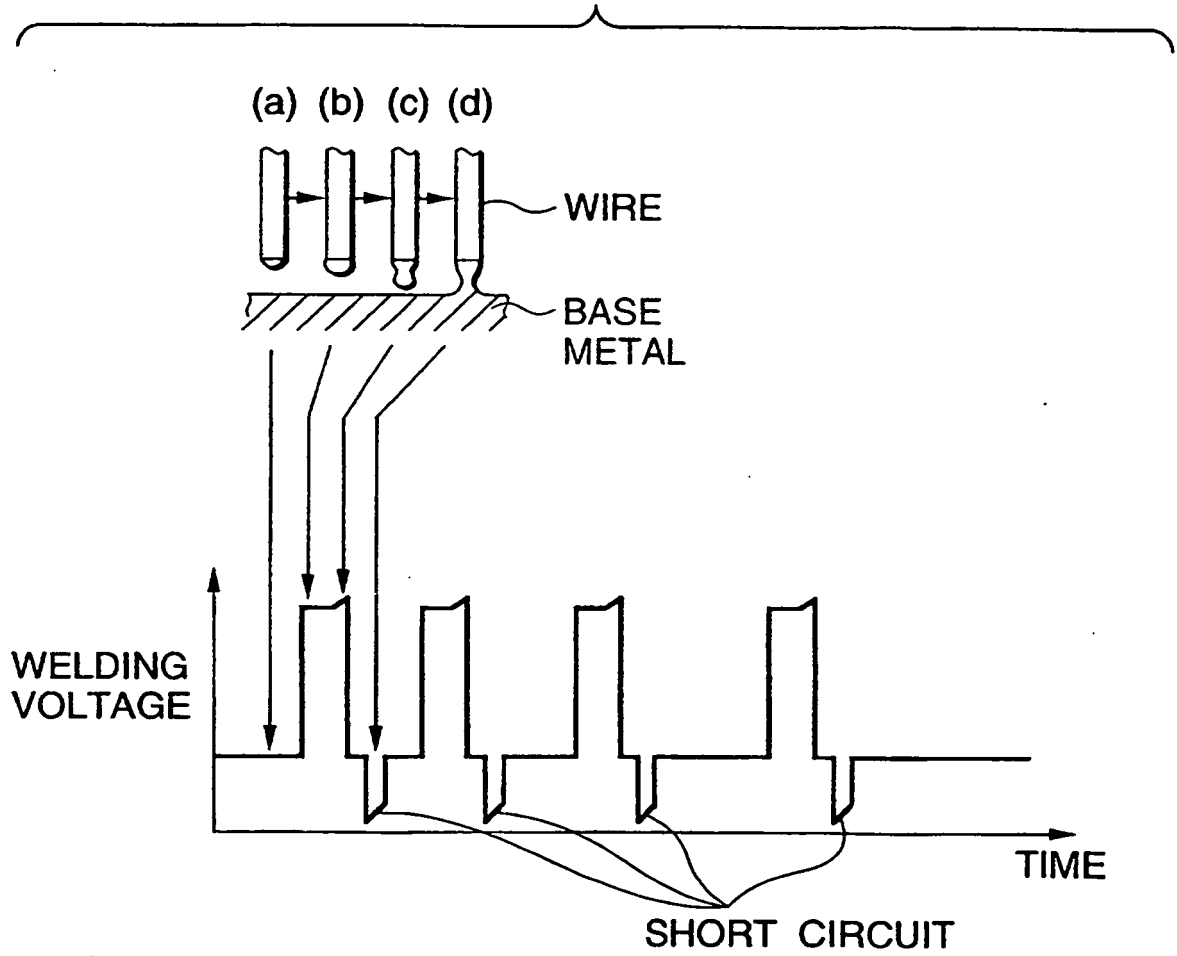 (a) (b) (c) (d)
WIRE
BASE
METAL
WELDING
VOLTAGE
TIME
SHORT CIRCUIT